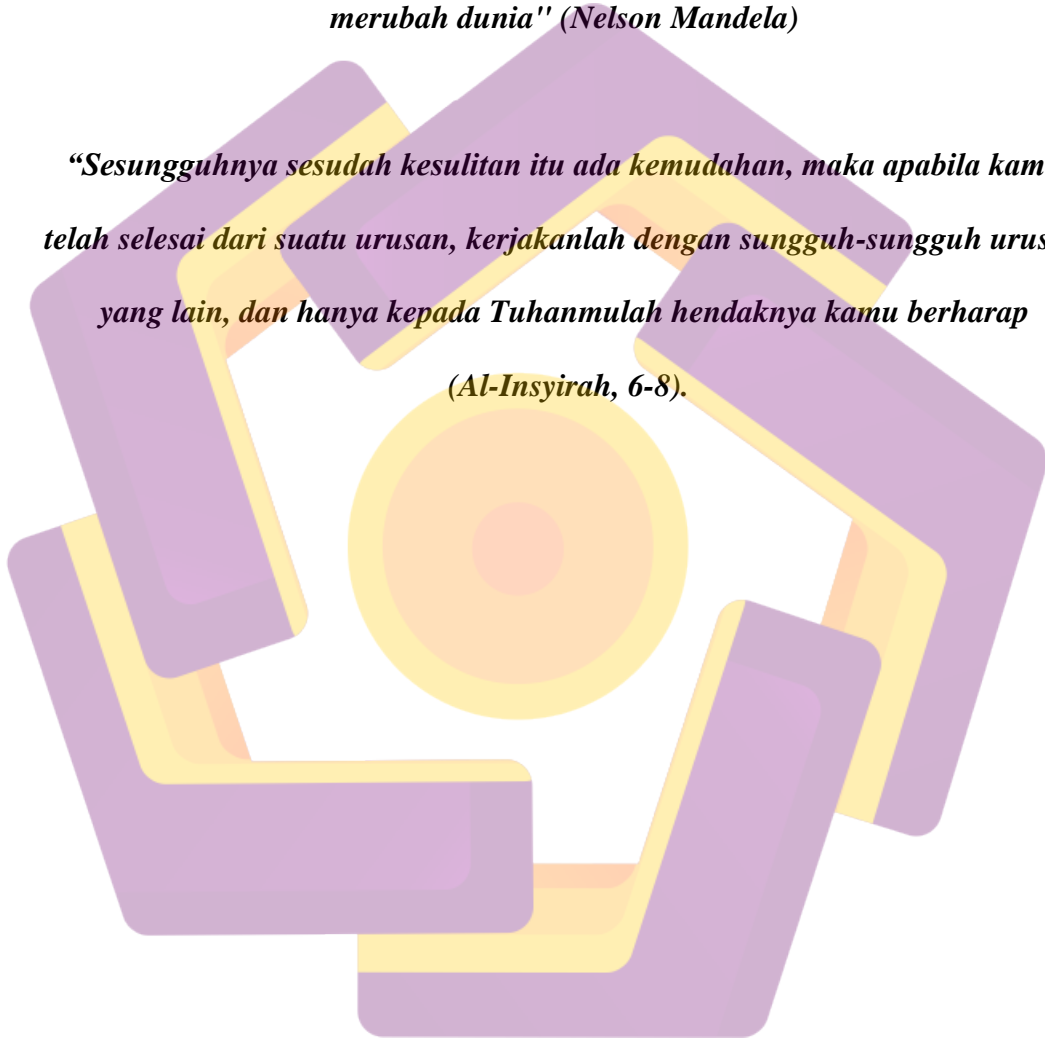 merubah dunia" (Nelson Mandela)
“Sesungguhnya sesudah kesulitan itu ada kemudahan, maka apabila kam
telah selesai dari suatu urusan, kerjakanlah dengan sungguh-sungguh urus
yang lain, dan hanya kepada Tuhanmulah hendaknya kamu berharap
(Al-Insyirah, 6-8).